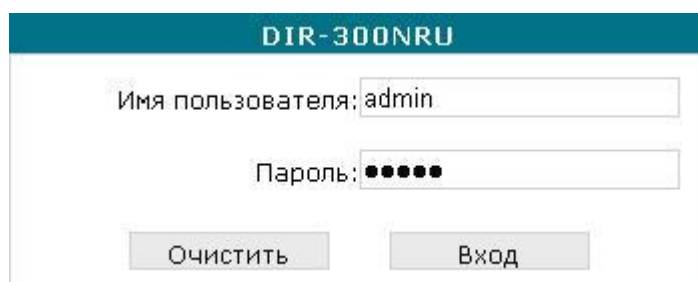 DIR-300NRU
Имя пользователя: admin
Пароль: •••••
Очистить Вход